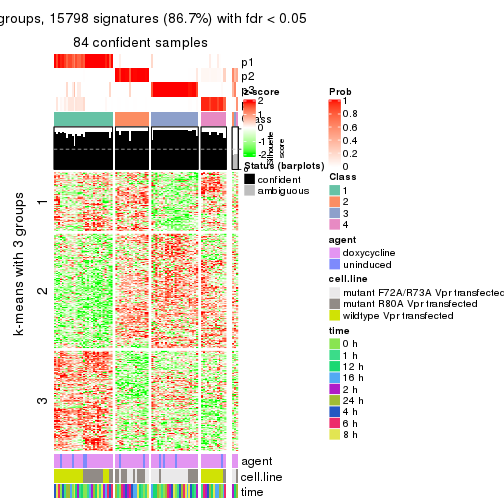 groups, 15798 signatures (86.7%) with fdr < 0.05
84 confident samples
p1
p2
z-score
2
1
0
-1
-2
Silhouette
score
Status (barplots)
confident
ambiguous
Prob
1
0.8
0.6
0.4
0.2
0
Class
1
2
3
4
agent
doxycycline
uninduced
cell.line
mutant F72A/R73A Vpr transfected
mutant R80A Vpr transfected
wildtype Vpr transfected
time
0 h
1 h
12 h
16 h
2 h
24 h
4 h
6 h
8 h
k-means with 3 groups
1
2
3
agent
cell.line
time